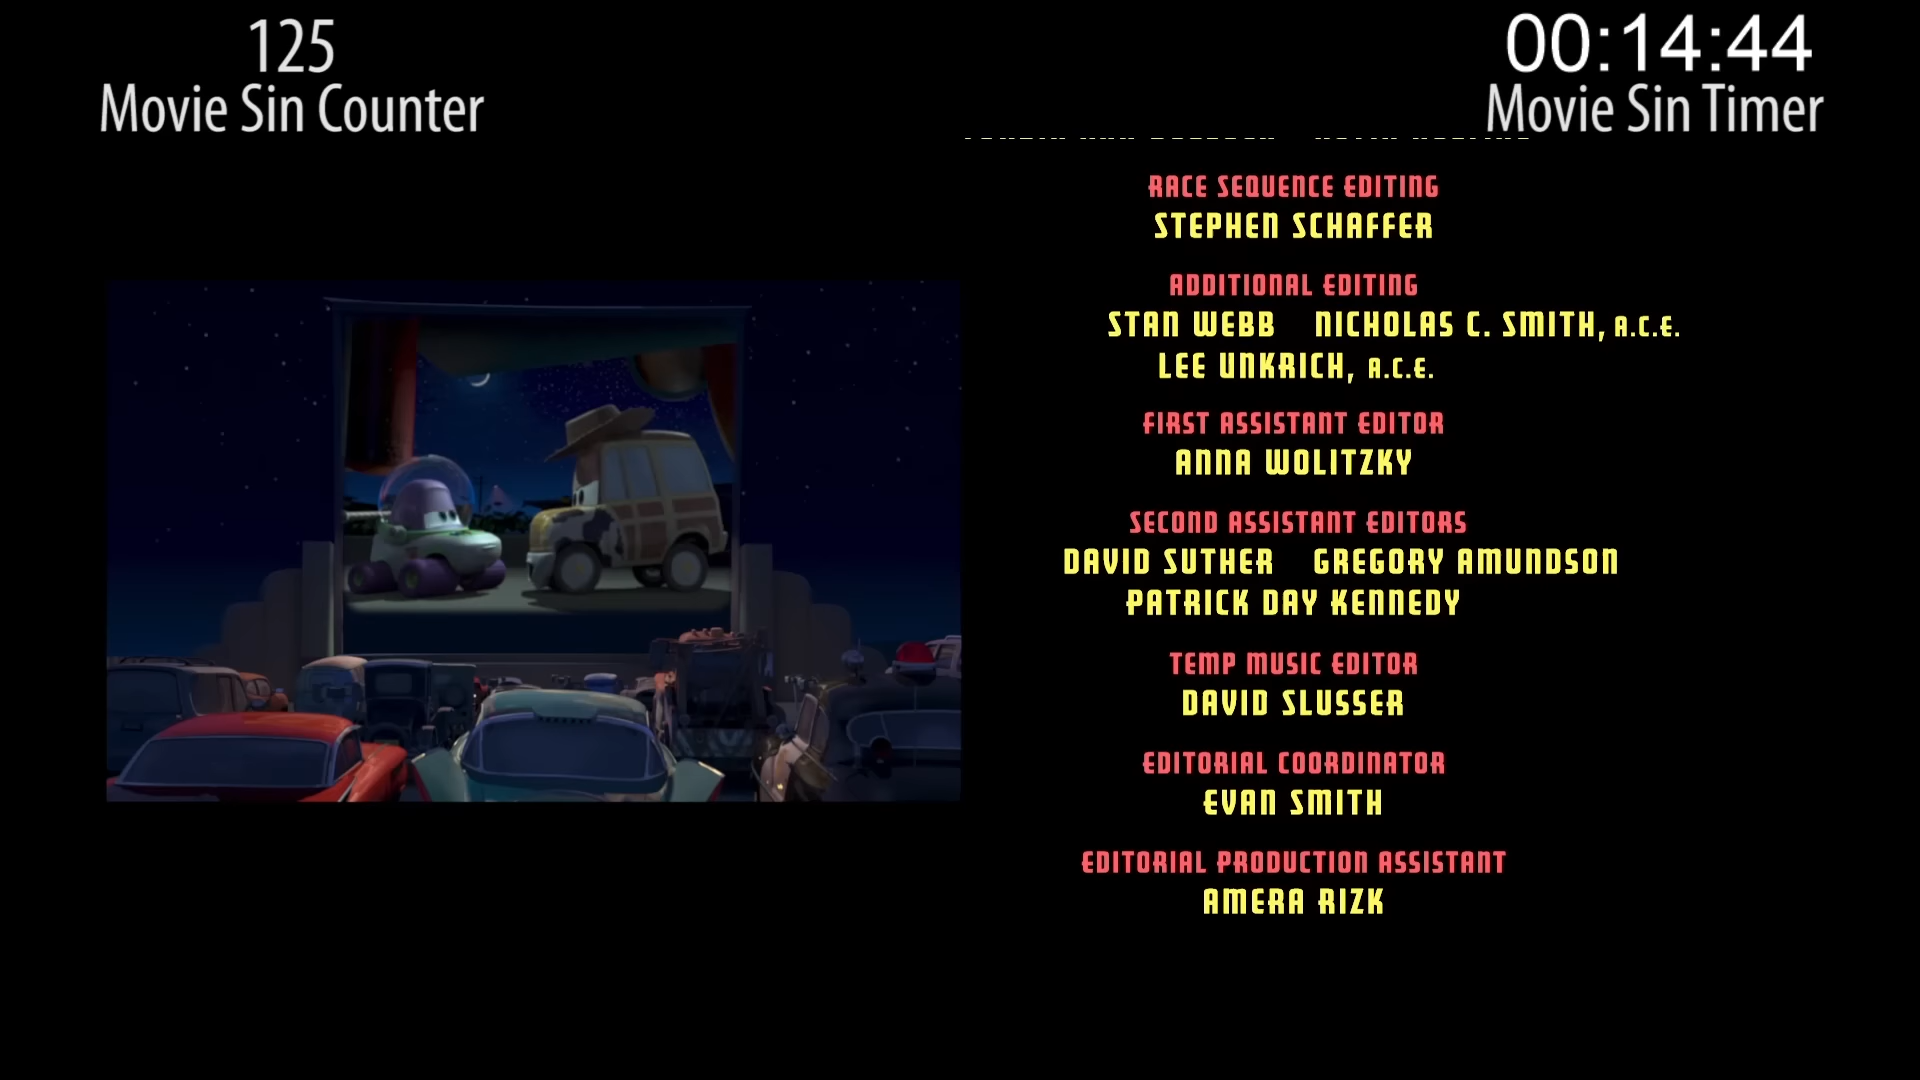 125
Movie Sin Counter
00:14:44
Movie Sin Timer
RACE SEQUENCE EDITING
STEPHEN SCHAFFER
ADDITIONAL EDITING
STAN WEBB NICHOLAS C. SMITH, A.C.E.
LEE UNKRICH, A.C.E.
FIRST ASSISTANT EDITOR
ANNA WOLITZKY
SECOND ASSISTANT EDITORS
DAVID SUTHER GREGORY AMUNDSON
PATRICK DAY KENNEDY
TEMP MUSIC EDITOR
DAVID SLUSSER
EDITORIAL COORDINATOR
EVAN SMITH
EDITORIAL PRODUCTION ASSISTANT
AMERA RIZK